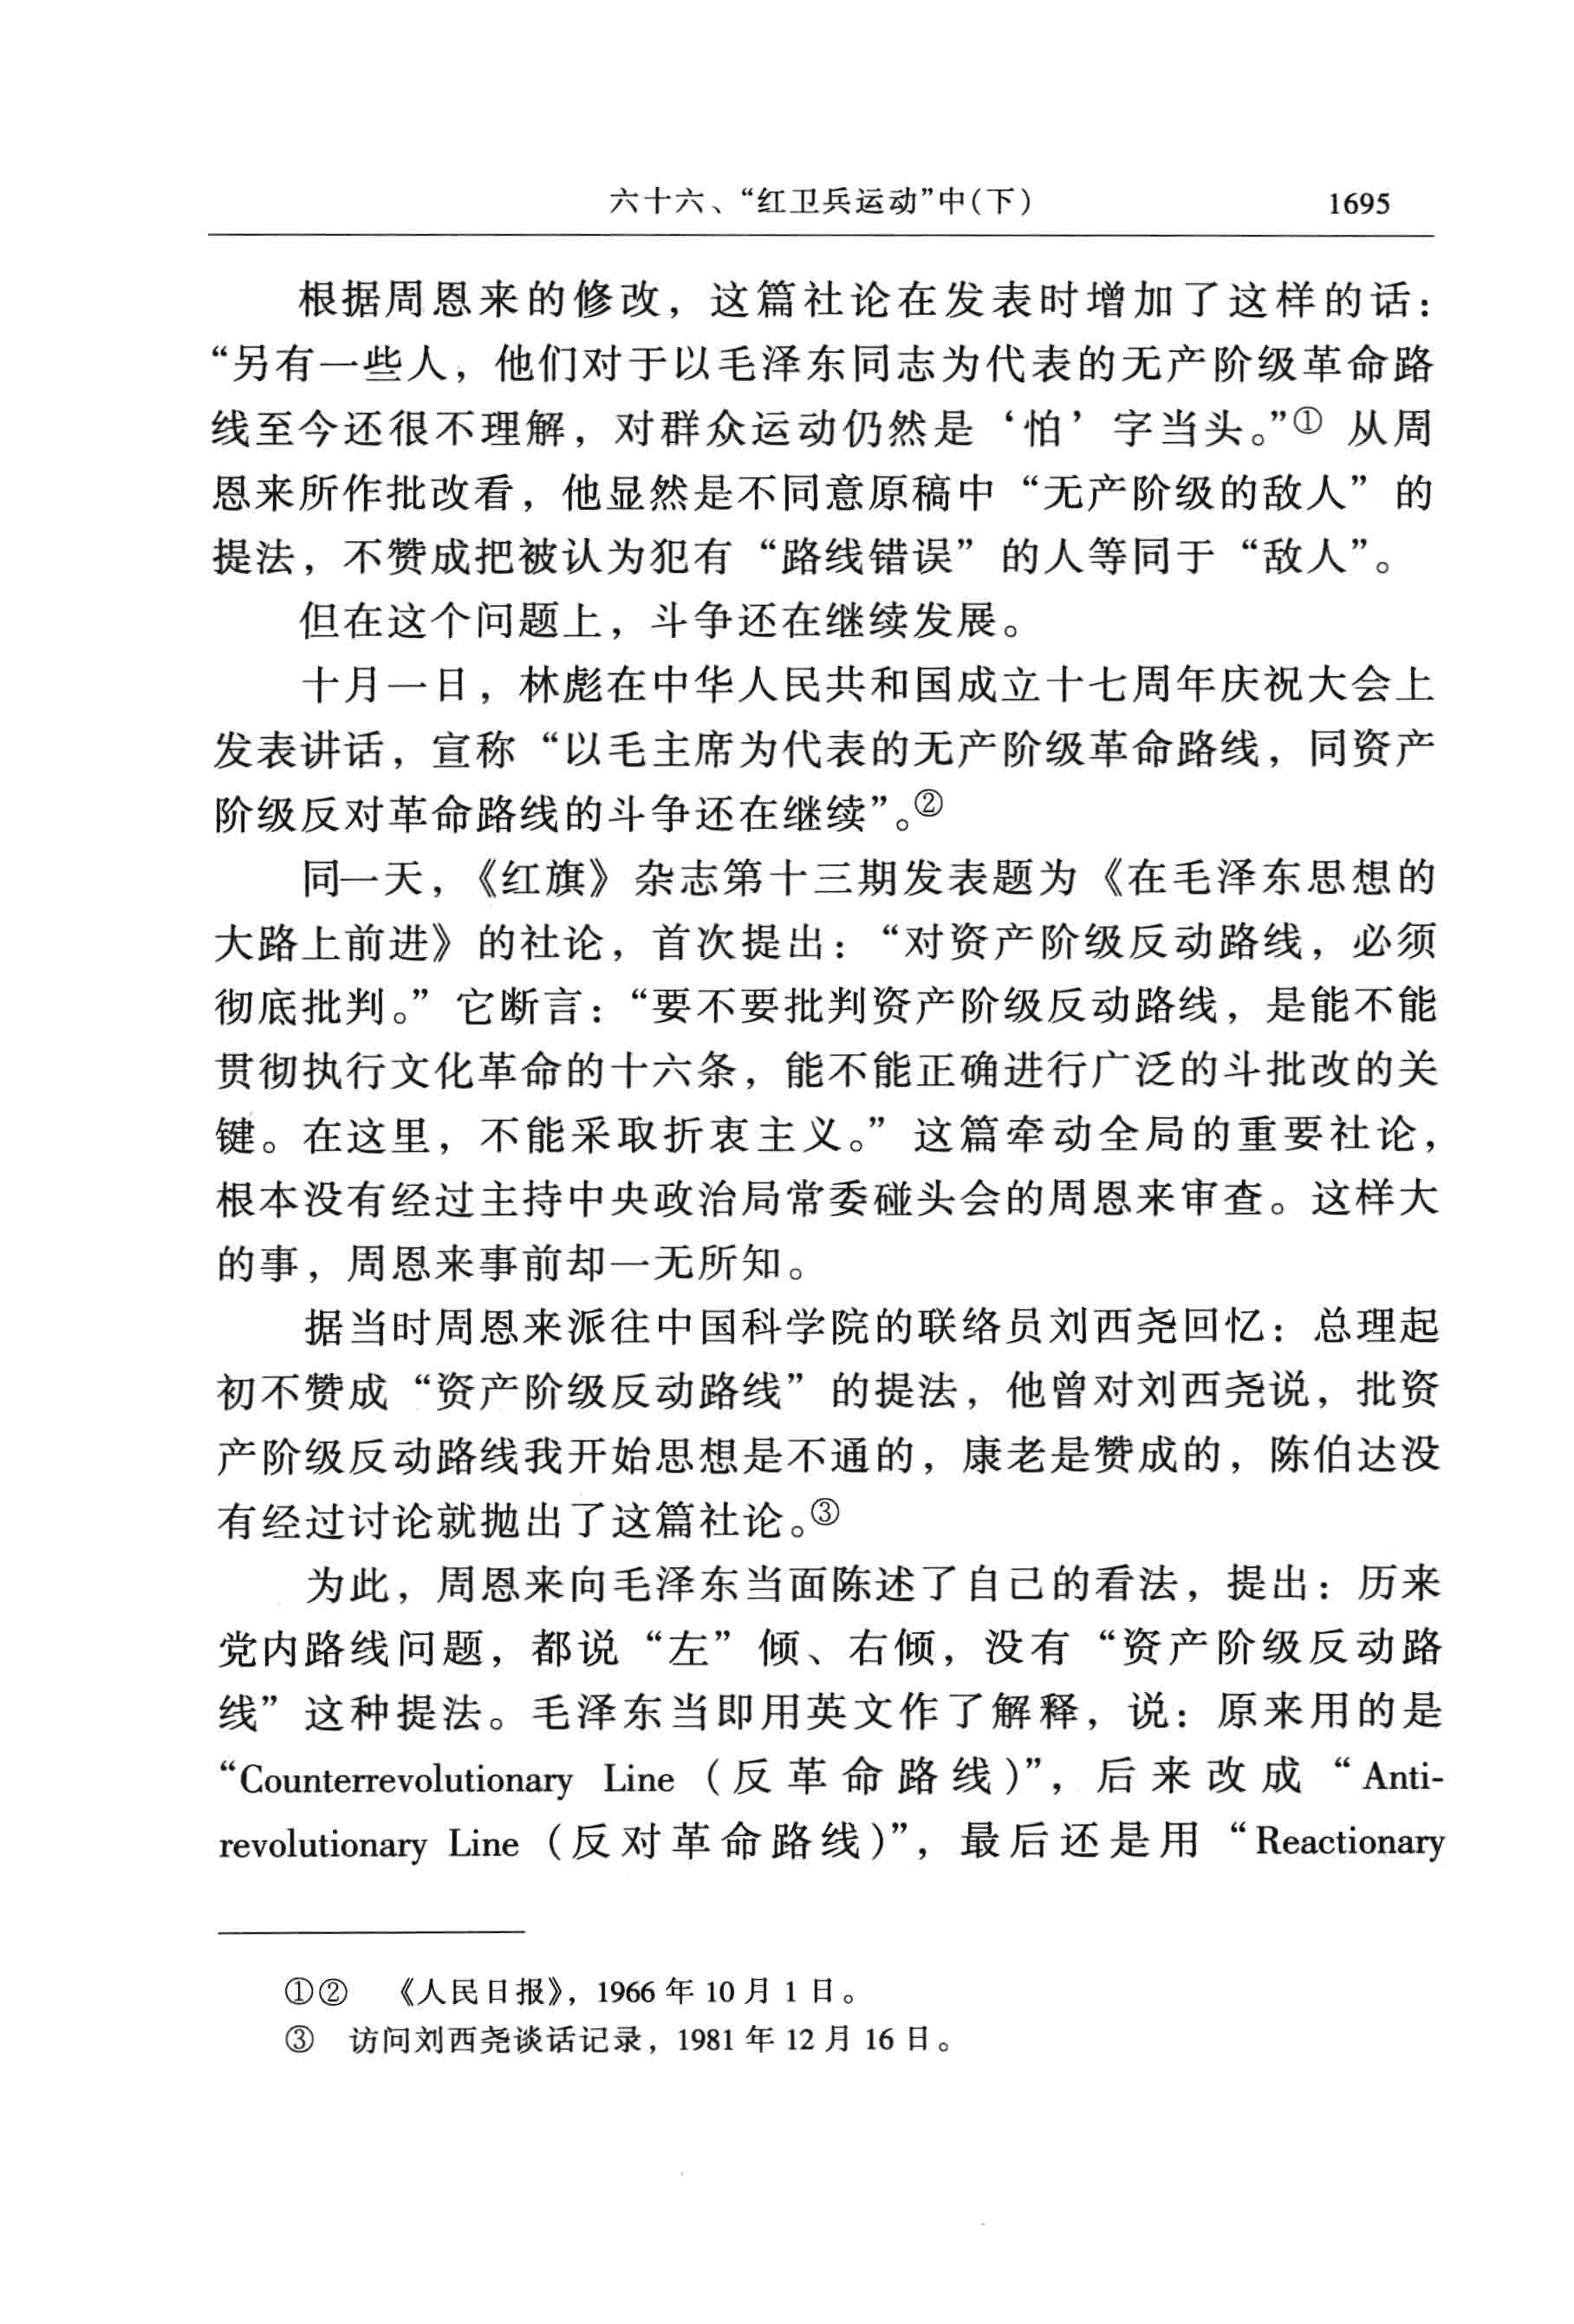 六十六、“红卫兵运动”中(下) 1695
根据周恩来的修改，这篇社论在发表时增加了这样的话：
“另有一些人，他们对于以毛泽东同志为代表的无产阶级革命路
线至今还很不理解，对群众运动仍然是‘怕’字当头。”① 从周
恩来所作批改看，他显然是不同意原稿中“无产阶级的敌人”的
提法，不赞成把被认为犯有“路线错误”的人等同于“敌人”。
但在这个问题上，斗争还在继续发展。
十月一日，林彪在中华人民共和国成立十七周年庆祝大会上
发表讲话，宣称“以毛主席为代表的无产阶级革命路线，同资产
阶级反对革命路线的斗争还在继续”。②
同一天，《红旗》杂志第十三期发表题为《在毛泽东思想的
大路上前进》的社论，首次提出：“对资产阶级反动路线，必须
彻底批判。”它断言：“要不要批判资产阶级反动路线，是能不能
贯彻执行文化革命的十六条，能不能正确进行广泛的斗批改的关
键。在这里，不能采取折衷主义。”这篇牵动全局的重要社论，
根本没有经过主持中央政治局常委碰头会的周恩来审查。这样大
的事，周恩来事前却一无所知。
据当时周恩来派往中国科学院的联络员刘西尧回忆：总理起
初不赞成“资产阶级反动路线”的提法，他曾对刘西尧说，批资
产阶级反动路线我开始思想是不通的，康老是赞成的，陈伯达没
有经过讨论就抛出了这篇社论。③
为此，周恩来向毛泽东当面陈述了自己的看法，提出：历来
党内路线问题，都说“左”倾、右倾，没有“资产阶级反动路
线”这种提法。毛泽东当即用英文作了解释，说：原来用的是
“Counterrevolutionary Line（反革命路线）”，后来改成“Anti-
revolutionary Line（反对革命路线）”，最后还是用“Reactionary
①② 《人民日报》，1966 年 10 月 1 日。
③ 访问刘西尧谈话记录，1981 年 12 月 16 日。